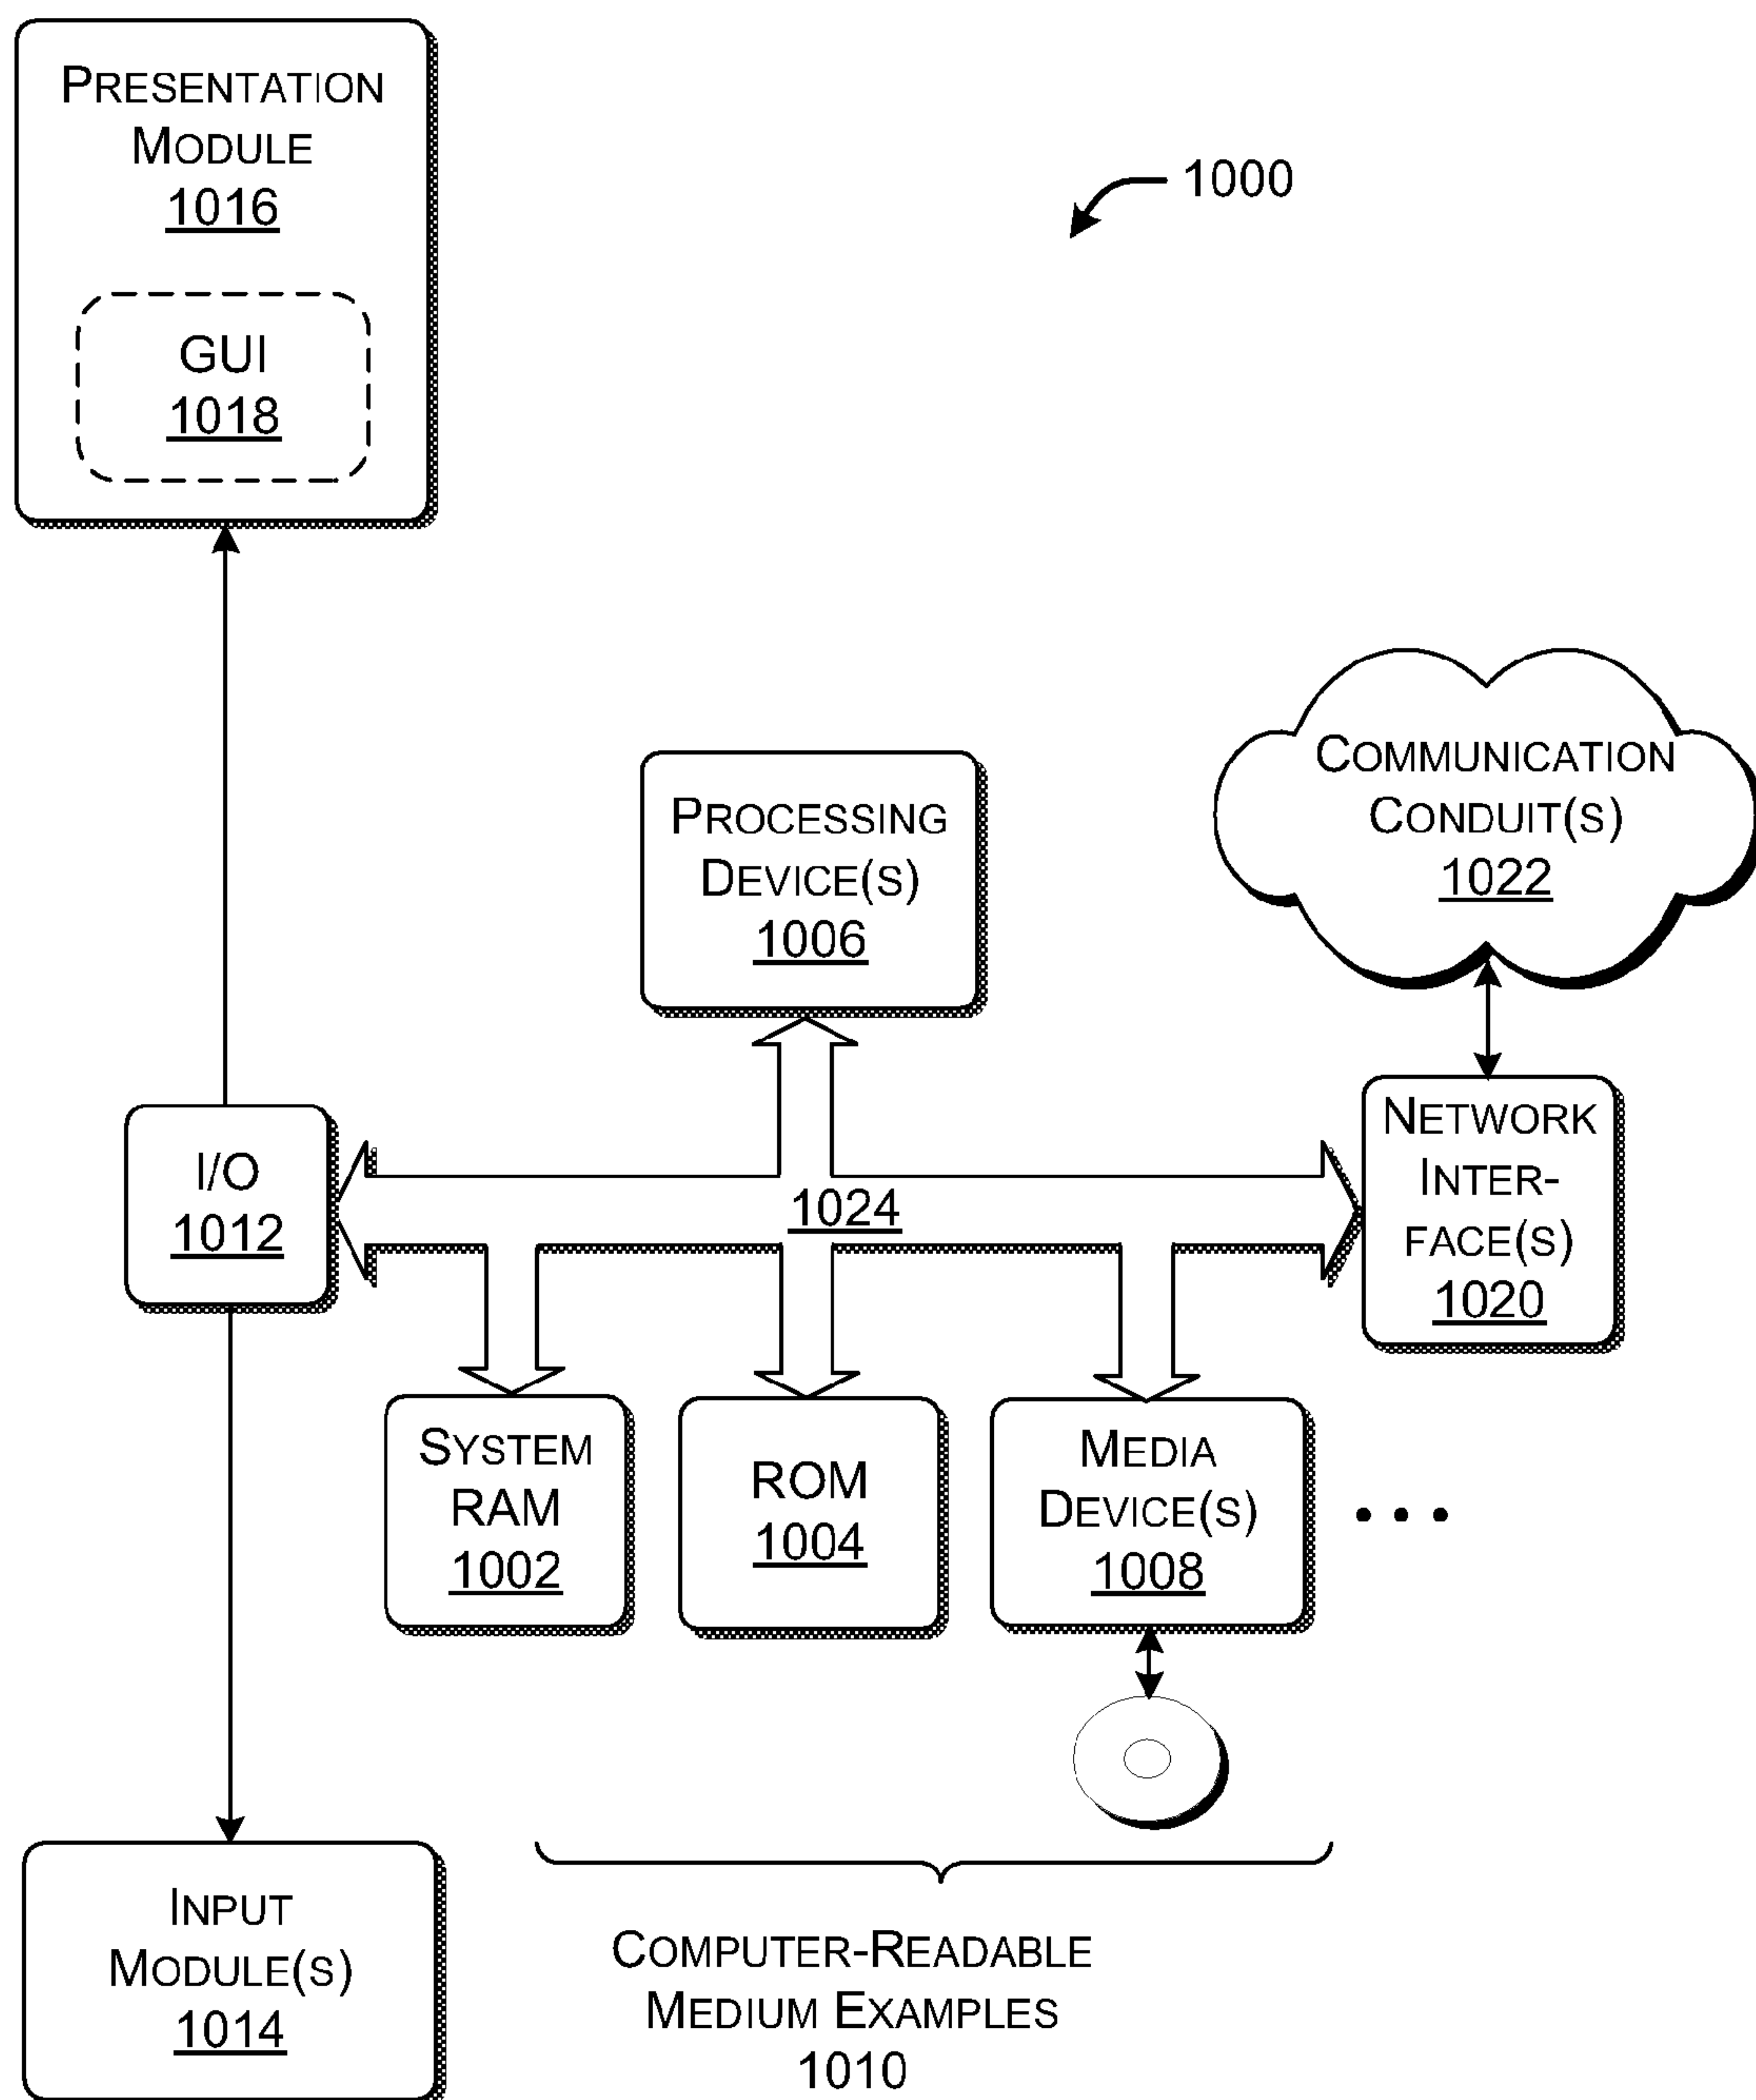 PRESENTATION
MODULE
1016
GUI
1018
1000
COMMUNICATION
CONDUIT(S)
1022
PROCESSING
DEVICE(S)
1006
I/O
1012
1024
NETWORK
INTER-
FACE(S)
1020
SYSTEM
RAM
1002
ROM
1004
MEDIA
DEVICE(S)
1008
INPUT
MODULE(S)
1014
COMPUTER-READABLE
MEDIUM EXAMPLES
1010